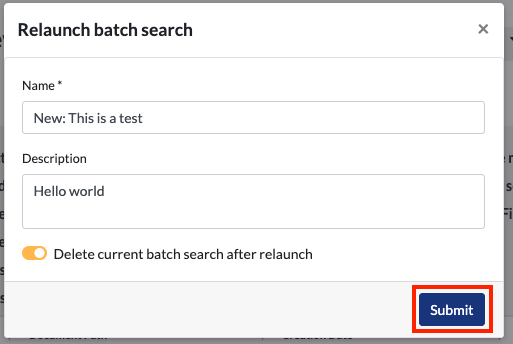 Relaunch batch search
×
Name *
New: This is a test
Description
Hello world
Delete current batch search after relaunch
Submit